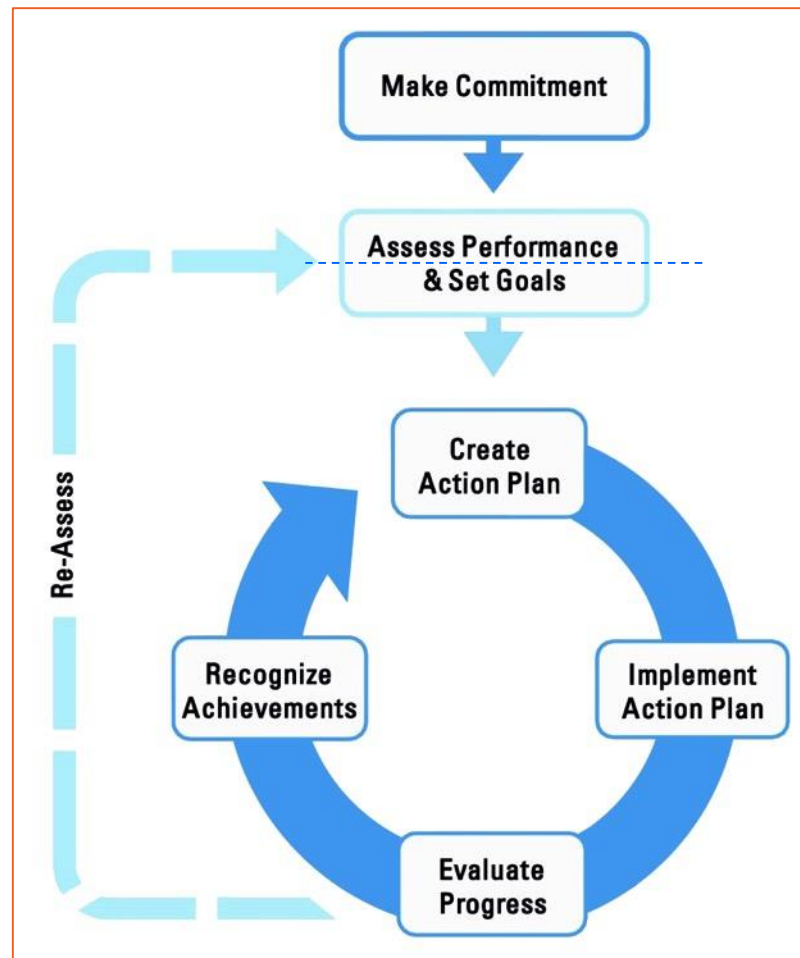 Make Commitment
Assess Performance
& Set Goals
Create
Action Plan
Re-Assess
Recognize
Achievements
Implement
Action Plan
Evaluate
Progress